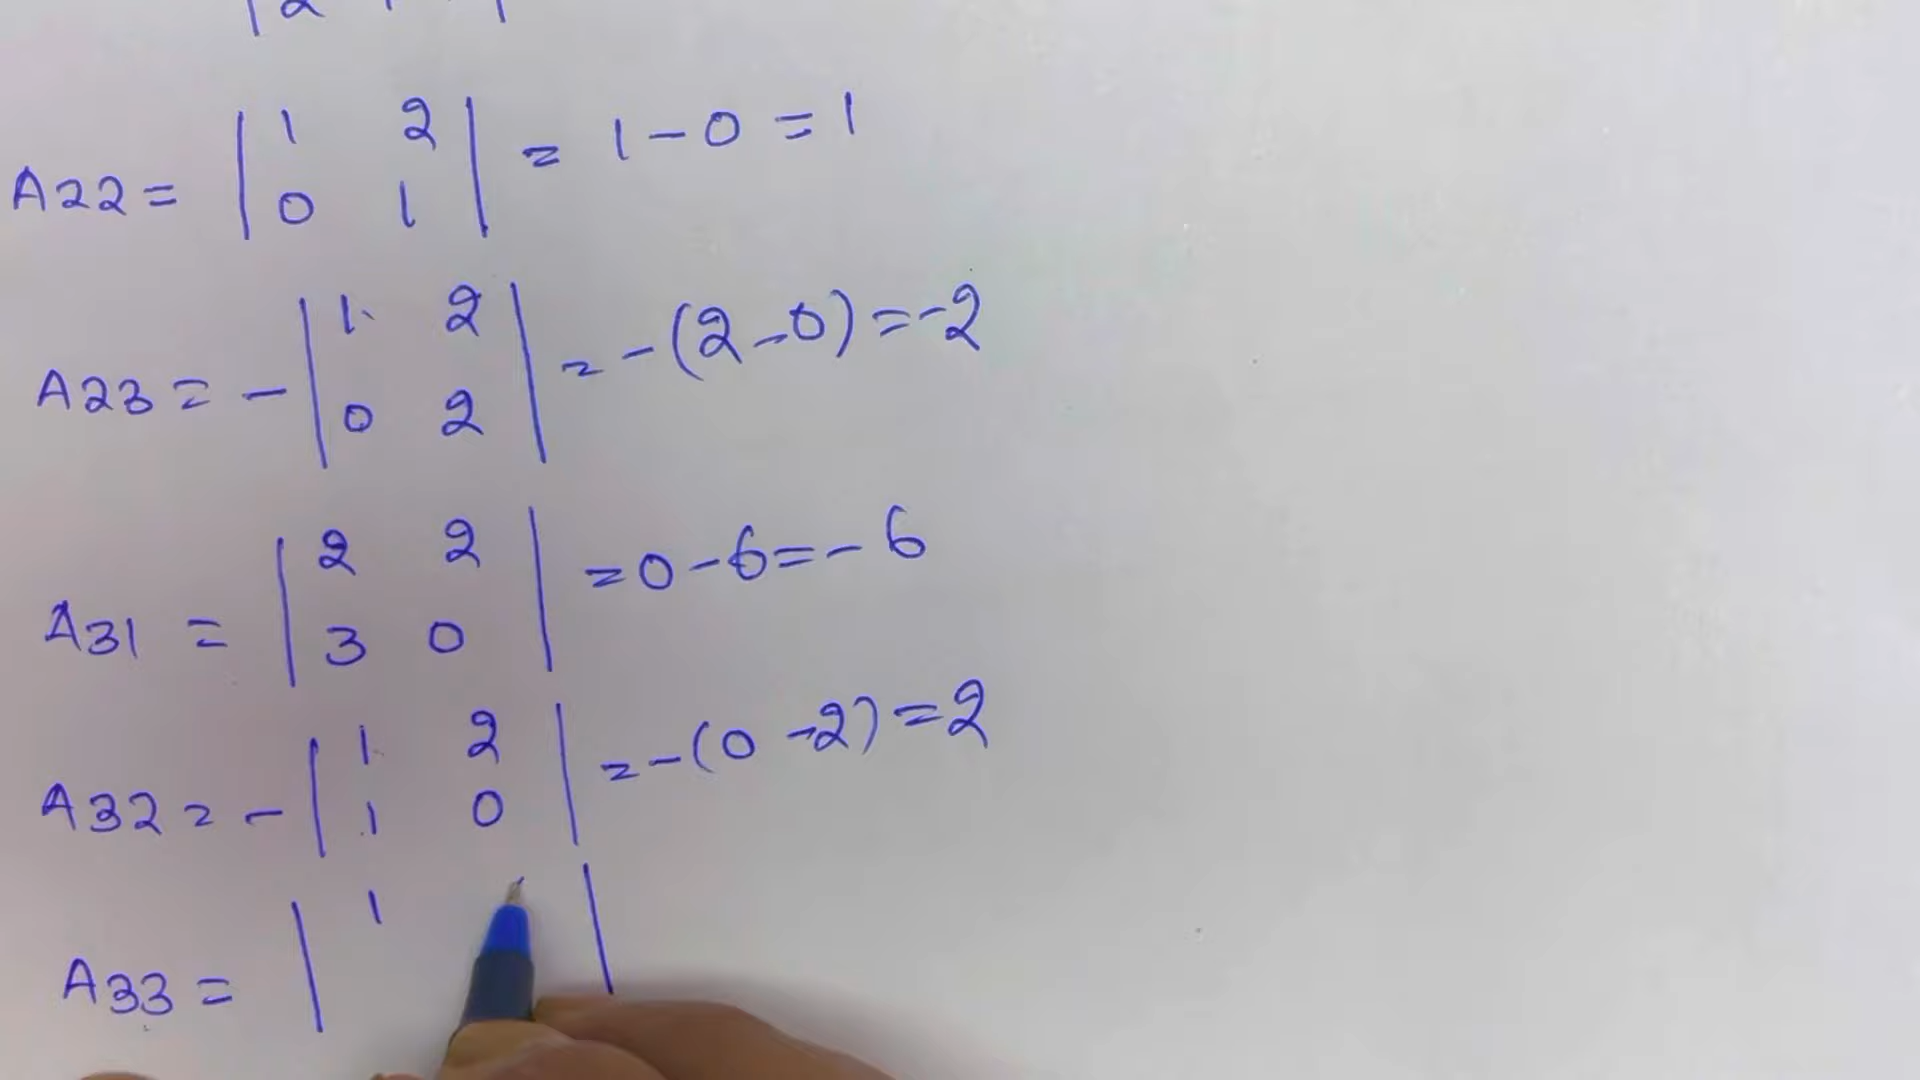 A22 = | 1 2 | = 1 - 0 = 1
| 0 1 |
A23 = - | 1 2 | = - (2 - 0) = -2
| 0 2 |
A31 = | 2 2 | = 0 - 6 = - 6
| 3 0 |
A32 = - | 1 2 | = - (0 - 2) = 2
| 1 0 |
A33 = | 1 |